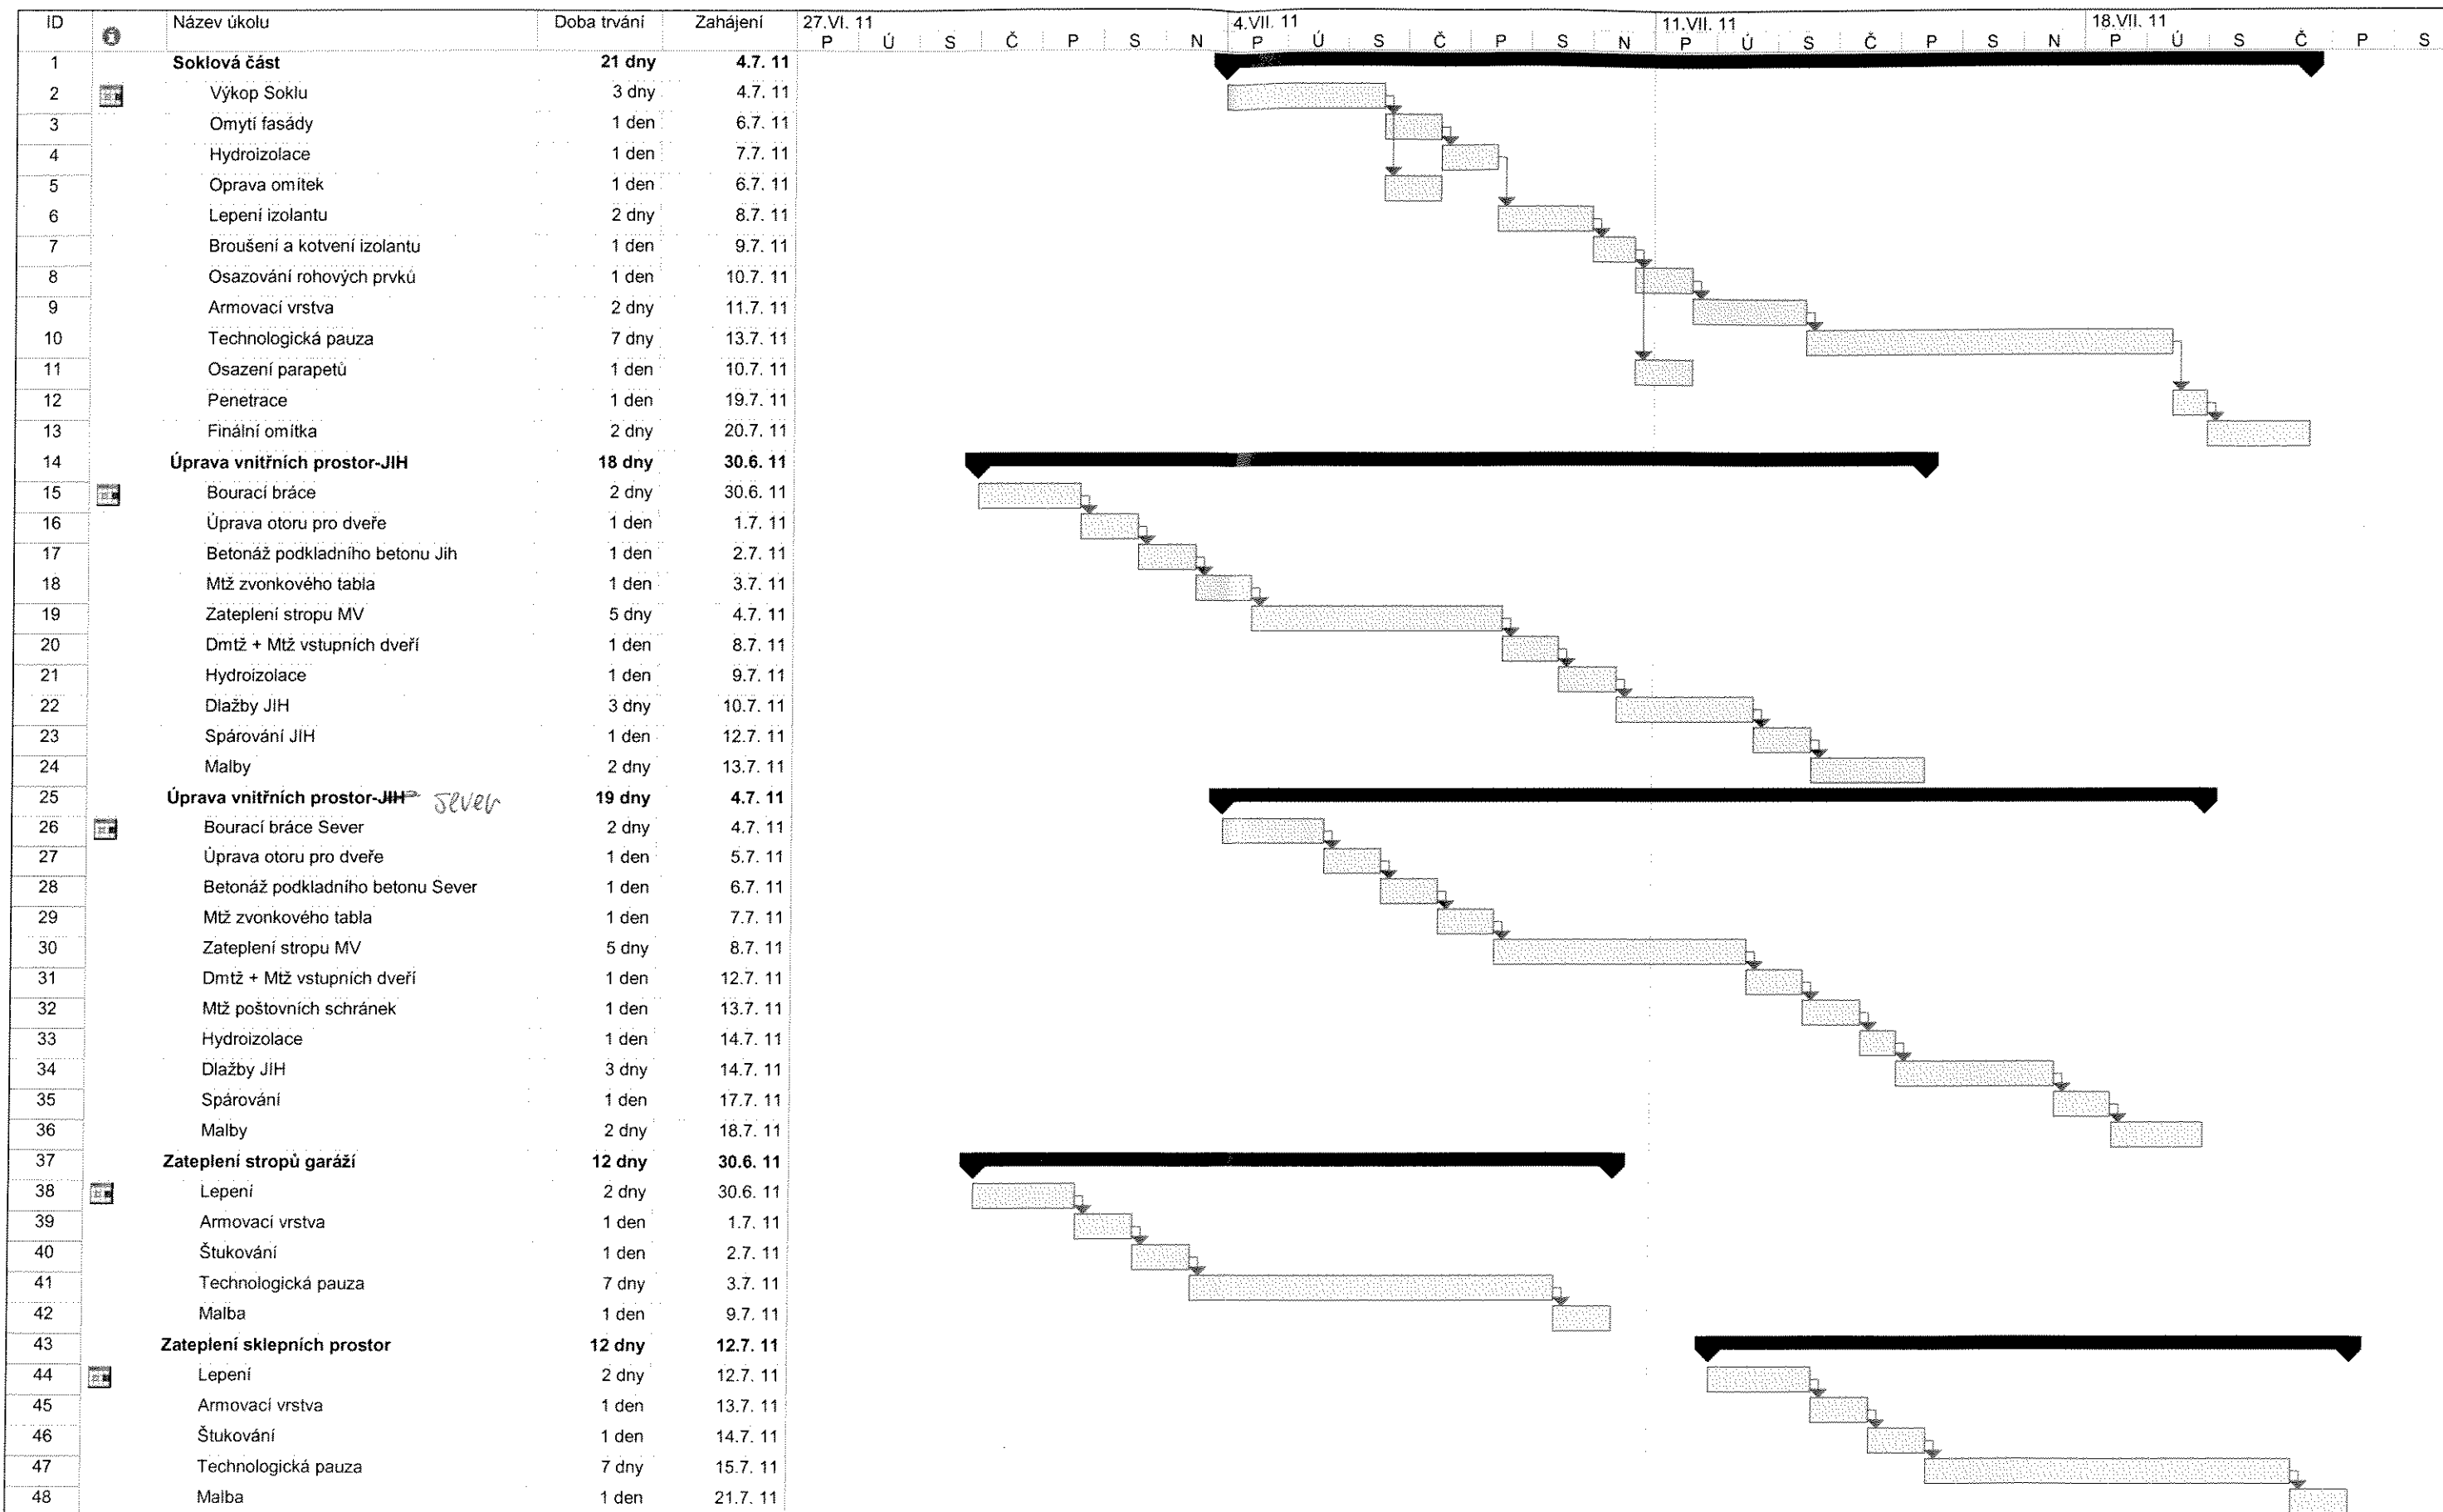 ID Název úkolu Doba trvání Zahájení 27.VI. 11 4.VII. 11 11.VII. 11 18.VII. 11
P Ú S Č P S N P Ú S Č P S N P Ú S Č P S N P Ú S Č P S
1 Soklová část 21 dny 4.7. 11
2 Výkop Soklu 3 dny 4.7. 11
3 Omytí fasády 1 den 6.7. 11
4 Hydroizolace 1 den 7.7. 11
5 Oprava omítek 1 den 6.7. 11
6 Lepení izolantu 2 dny 8.7. 11
7 Broušení a kotvení izolantu 1 den 9.7. 11
8 Osazování rohových prvků 1 den 10.7. 11
9 Armovací vrstva 2 dny 11.7. 11
10 Technologická pauza 7 dny 13.7. 11
11 Osazení parapetů 1 den 10.7. 11
12 Penetrace 1 den 19.7. 11
13 Finální omítka 2 dny 20.7. 11
14 Úprava vnitřních prostor-JIH 18 dny 30.6. 11
15 Bourací bráce 2 dny 30.6. 11
16 Úprava otoru pro dveře 1 den 1.7. 11
17 Betonáž podkladního betonu Jih 1 den 2.7. 11
18 Mtž zvonkového tabla 1 den 3.7. 11
19 Zateplení stropu MV 5 dny 4.7. 11
20 Dmtž + Mtž vstupních dveří 1 den 8.7. 11
21 Hydroizolace 1 den 9.7. 11
22 Dlažby JIH 3 dny 10.7. 11
23 Spárování JIH 1 den 12.7. 11
24 Malby 2 dny 13.7. 11
25 Úprava vnitřních prostor-JIH sever 19 dny 4.7. 11
26 Bourací bráce Sever 2 dny 4.7. 11
27 Úprava otoru pro dveře 1 den 5.7. 11
28 Betonáž podkladního betonu Sever 1 den 6.7. 11
29 Mtž zvonkového tabla 1 den 7.7. 11
30 Zateplení stropu MV 5 dny 8.7. 11
31 Dmtž + Mtž vstupních dveří 1 den 12.7. 11
32 Mtž poštovních schránek 1 den 13.7. 11
33 Hydroizolace 1 den 14.7. 11
34 Dlažby JIH 3 dny 14.7. 11
35 Spárování 1 den 17.7. 11
36 Malby 2 dny 18.7. 11
37 Zateplení stropů garáží 12 dny 30.6. 11
38 Lepení 2 dny 30.6. 11
39 Armovací vrstva 1 den 1.7. 11
40 Štukování 1 den 2.7. 11
41 Technologická pauza 7 dny 3.7. 11
42 Malba 1 den 9.7. 11
43 Zateplení sklepních prostor 12 dny 12.7. 11
44 Lepení 2 dny 12.7. 11
45 Armovací vrstva 1 den 13.7. 11
46 Štukování 1 den 14.7. 11
47 Technologická pauza 7 dny 15.7. 11
48 Malba 1 den 21.7. 11